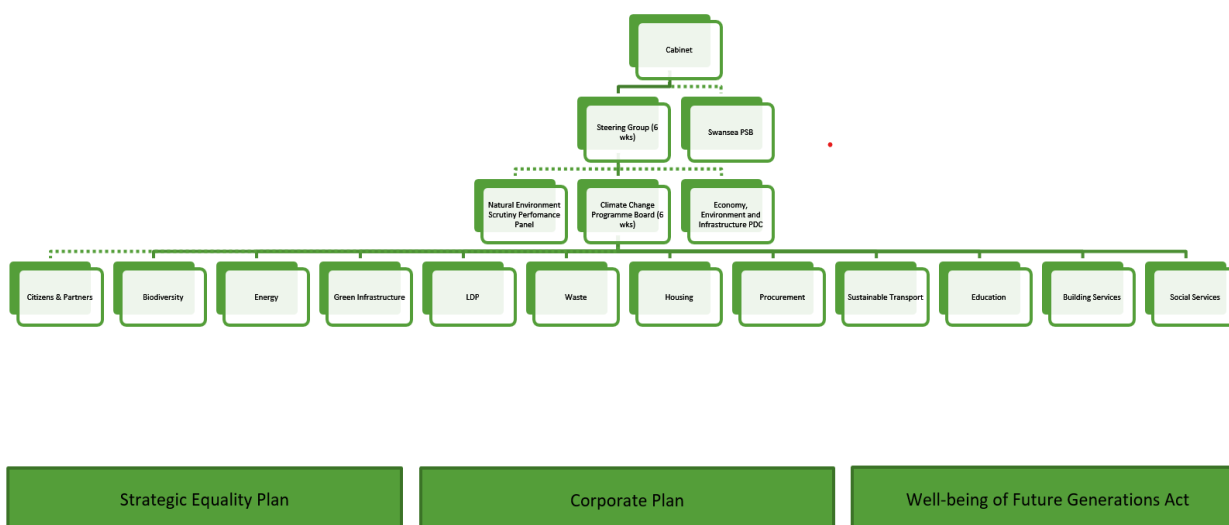 Cabinet
Steering Group (6
wks)
Swansea PSB
Natural Environment
Scrutiny Perfomance
Panel
Climate Change
Programme Board (6
wks)
Economy,
Environment and
Infrastructure PDC
Citizens & Partners
Biodiversity
Energy
Green Infrastructure
LDP
Waste
Housing
Procurement
Sustainable Transport
Education
Building Services
Social Services
Strategic Equality Plan
Corporate Plan
Well-being of Future Generations Act